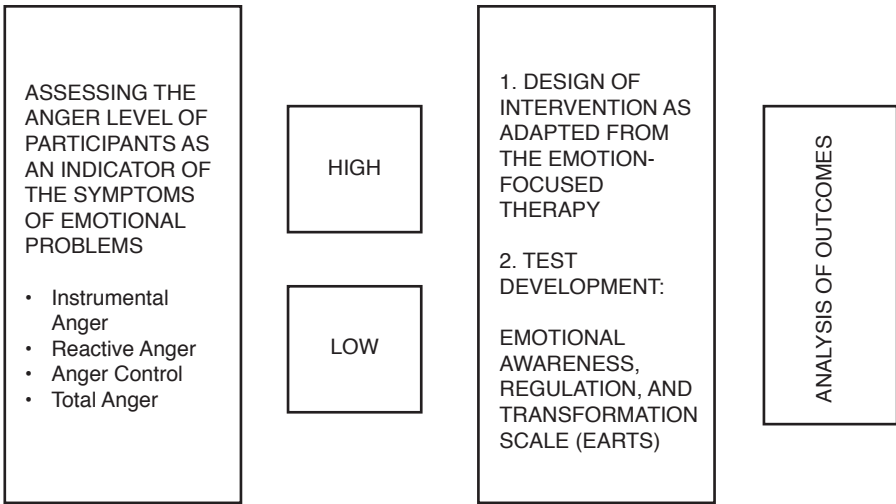 ASSESSING THE
ANGER LEVEL OF
PARTICIPANTS AS
AN INDICATOR OF
THE SYMPTOMS
OF EMOTIONAL
PROBLEMS
• Instrumental
Anger
• Reactive Anger
• Anger Control
• Total Anger
HIGH
LOW
1. DESIGN OF
INTERVENTION AS
ADAPTED FROM
THE EMOTION-
FOCUSED
THERAPY
2. TEST
DEVELOPMENT:
EMOTIONAL
AWARENESS,
REGULATION, AND
TRANSFORMATION
SCALE (EARTS)
ANALYSIS OF OUTCOMES